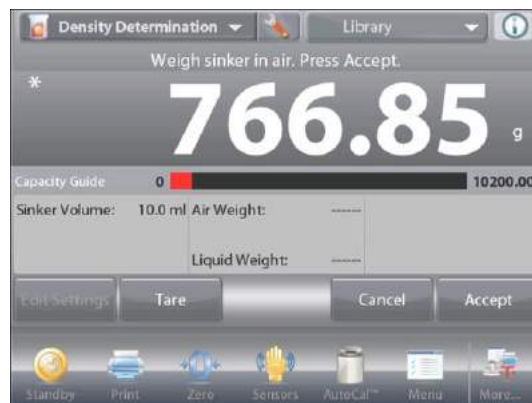 Density Determination Library
Weigh sinker in air. Press Accept.
*
766.85 g
Capacity Guide 0 10200.00
Sinker Volume: 10.0 ml Air Weight: ------
Liquid Weight: ------
Edit Settings Tare Cancel Accept
Standby Print Zero Sensors AutoCal™ Menu More...